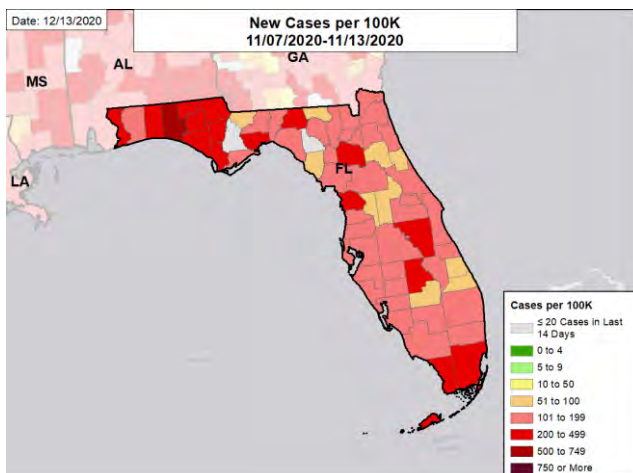 Date: 12/13/2020
New Cases per 100K
11/07/2020-11/13/2020
MS
AL
GA
LA
FL
Cases per 100K
≤ 20 Cases in Last
14 Days
0 to 4
5 to 9
10 to 50
51 to 100
101 to 199
200 to 499
500 to 749
750 or More